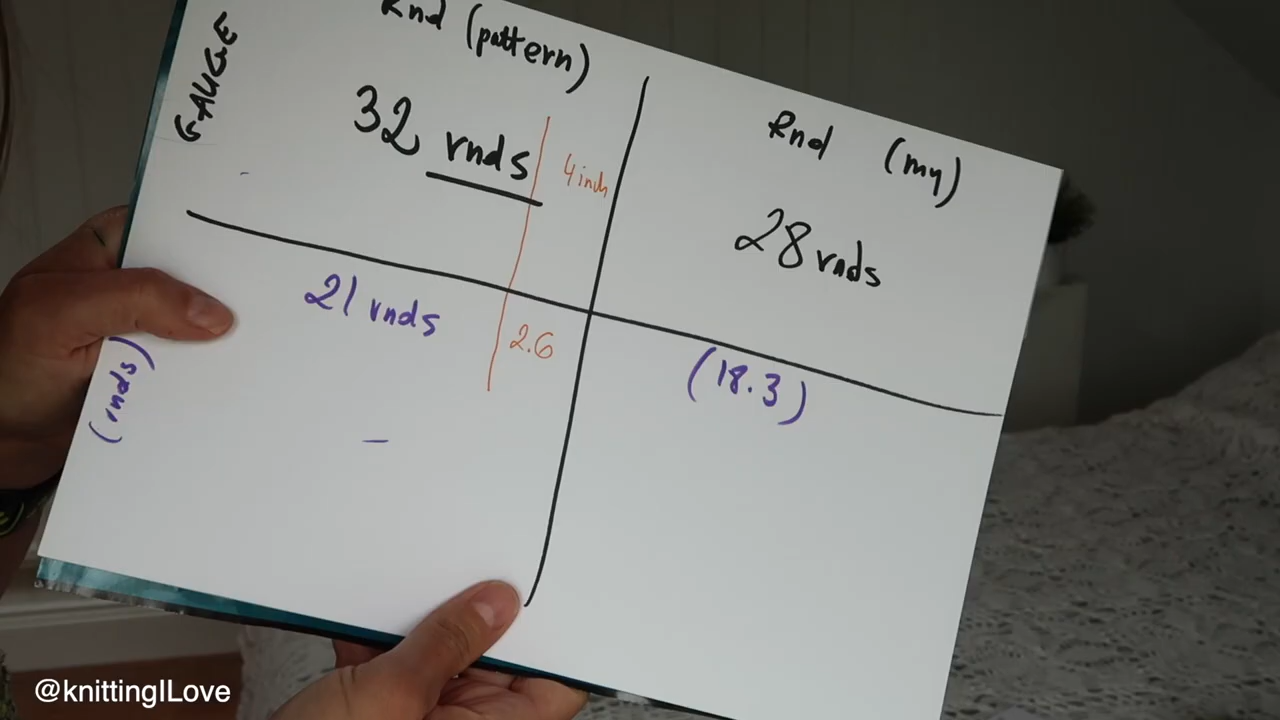 GAUGE
Rnd (pattern)
32 rnds
4 inch
Rnd (my)
28 rnds
21 rnds
2.6
(18.3)
(rnds)
@knittingILove